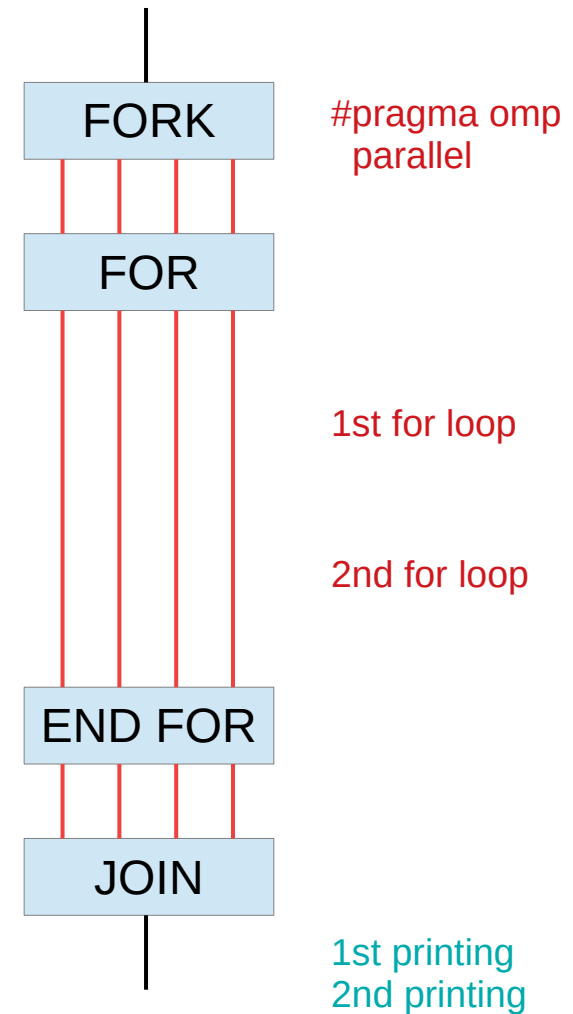 FORK
#pragma omp
parallel
FOR
1st for loop
2nd for loop
END FOR
JOIN
1st printing
2nd printing